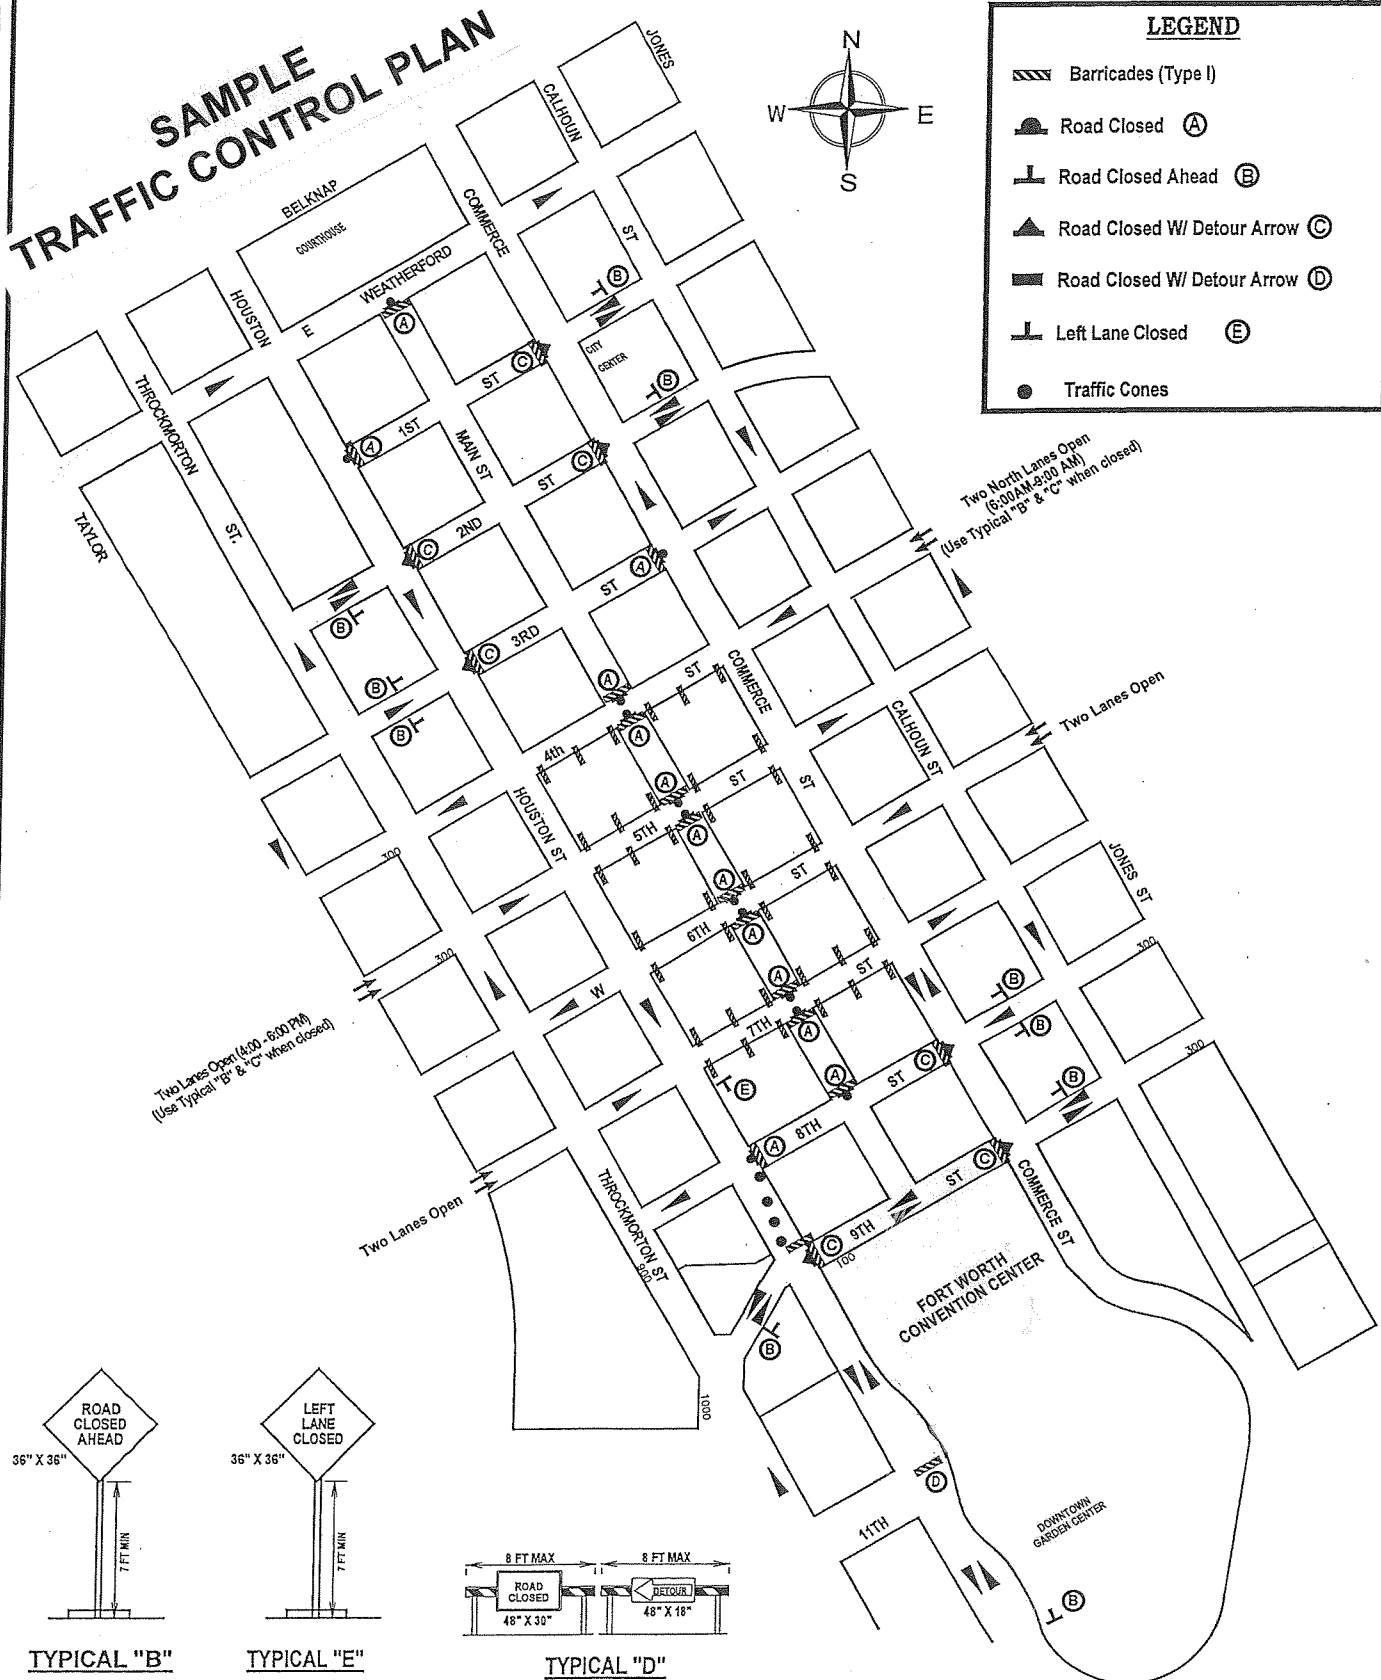 SAMPLE
TRAFFIC CONTROL PLAN
N
W
E
S
LEGEND
Barricades (Type I)
Road Closed A
Road Closed Ahead B
Road Closed W/ Detour Arrow C
Road Closed W/ Detour Arrow D
Left Lane Closed E
Traffic Cones
JONES
CALHOUN
ST
BELKNAP
COURTHOUSE
COMMERCE
E WEATHERFORD
HOUSTON
THROCKMORTON
ST.
TAYLOR
B
A
CITY
CENTER
C
ST
B
A
1ST
MAIN ST
C
ST
Two North Lanes Open
(6:00AM-9:00 AM)
(Use Typical "B" & "C" when closed)
2ND
C
A
ST
B
3RD
C
B
B
A
ST
COMMERCE
ST
Two Lanes Open
CALHOUN ST
A
4th
A
ST
HOUSTON ST
5TH
A
300
JONES ST
A
ST
6TH
A
300
300
A
ST
B
W
7TH
A
B
300
Two Lanes Open (4:00 - 6:00 PM)
(Use Typical "B" & "C" when closed)
E
A
ST
C
B
8TH
A
C
ST
COMMERCE ST
Two Lanes Open
THROCKMORTON ST
900
9TH
C
100
FORT WORTH
CONVENTION CENTER
B
1000
D
11TH
DOWNTOWN
GARDEN CENTER
B
ROAD
CLOSED
AHEAD
36" X 36"
7 FT MIN
TYPICAL "B"
LEFT
LANE
CLOSED
36" X 36"
7 FT MIN
TYPICAL "E"
8 FT MAX
8 FT MAX
ROAD
CLOSED
48" X 30"
DETOUR
48" X 18"
TYPICAL "D"